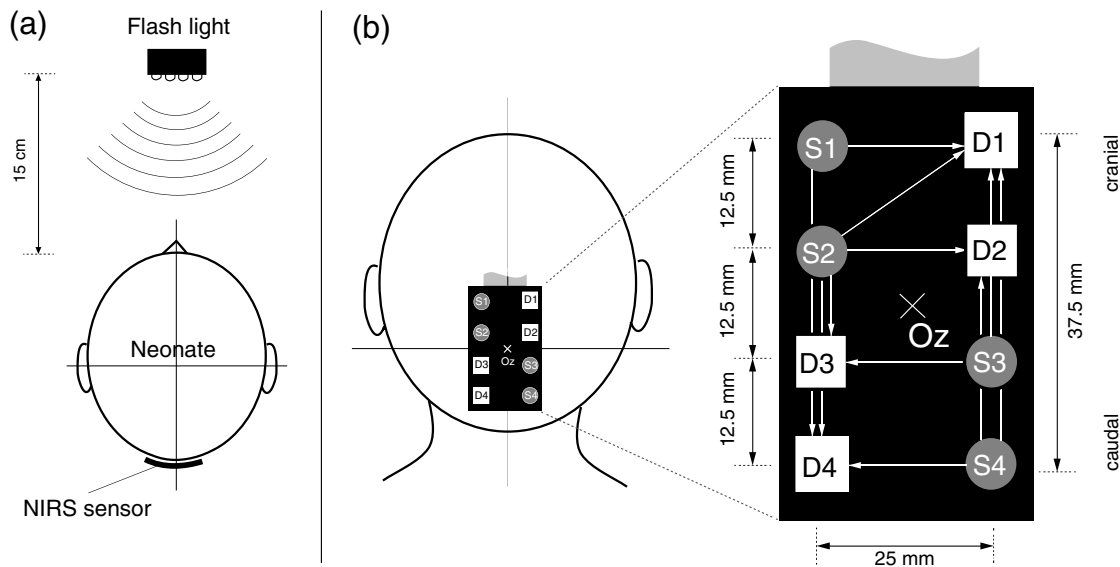 (a)
Flash light
15 cm
Neonate
NIRS sensor
(b)
S1
D1
S2
D2
Oz
D3
S3
D4
S4
12.5 mm
12.5 mm
12.5 mm
S1
D1
S2
D2
Oz
D3
S3
D4
S4
37.5 mm
cranial
caudal
25 mm